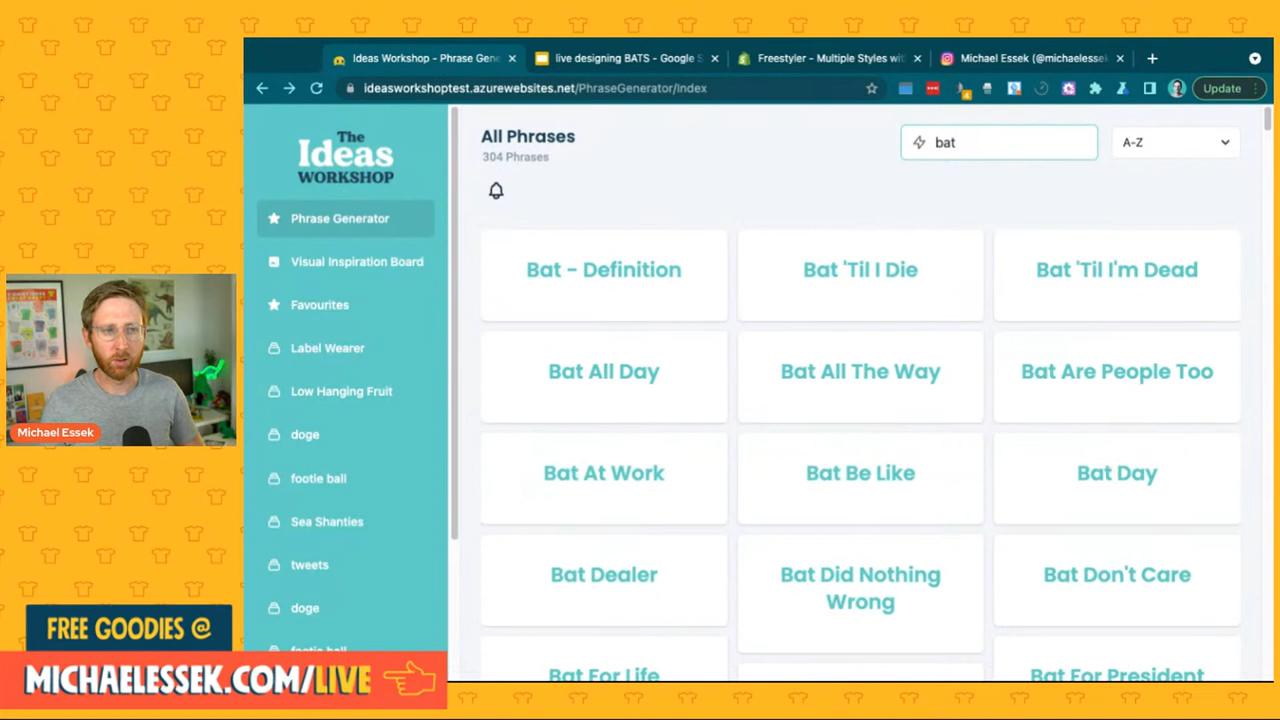 Ideas Workshop - Phrase Gene
live designing BATS - Google S
Freestyler - Multiple Styles wit
Michael Essek (@michaelessek
ideasworkshoptest.azurewebsites.net/PhraseGenerator/Index
Update
The
Ideas
WORKSHOP
Phrase Generator
Visual Inspiration Board
Favourites
Label Wearer
Low Hanging Fruit
doge
footie ball
Sea Shanties
tweets
doge
footie ball
All Phrases
304 Phrases
bat
A-Z
Bat - Definition
Bat 'Til I Die
Bat 'Til I'm Dead
Bat All Day
Bat All The Way
Bat Are People Too
Bat At Work
Bat Be Like
Bat Day
Bat Dealer
Bat Did Nothing
Wrong
Bat Don't Care
Bat For Life
Bat For President
Michael Essek
FREE GOODIES @
MICHAELESSEK.COM/LIVE